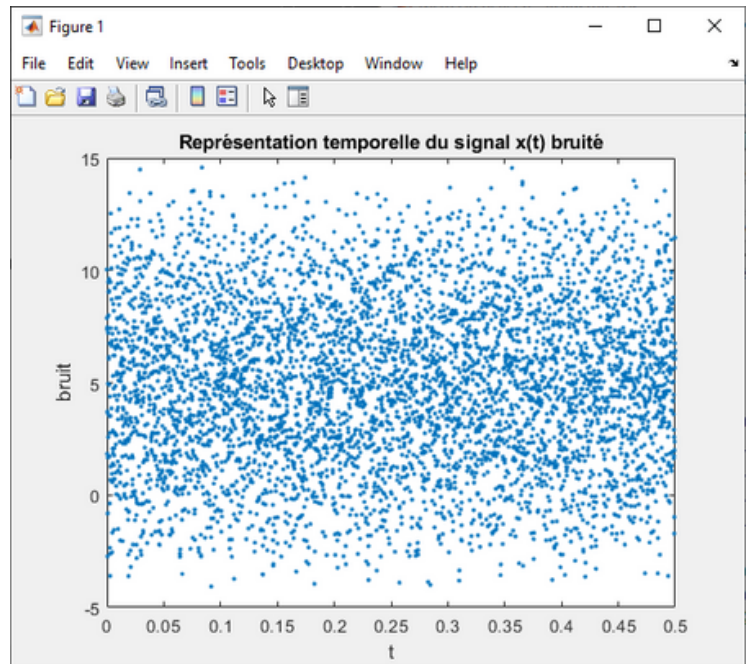 Figure 1
File Edit View Insert Tools Desktop Window Help
Représentation temporelle du signal x(t) bruité
15
10
5
0
-5
bruit
0 0.05 0.1 0.15 0.2 0.25 0.3 0.35 0.4 0.45 0.5
t